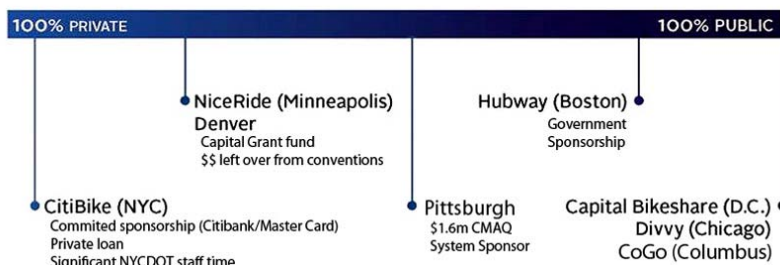 100% PRIVATE
100% PUBLIC
NiceRide (Minneapolis)
Denver
Capital Grant fund
$$ left over from conventions
Hubway (Boston)
Government
Sponsorship
CitiBike (NYC)
Commited sponsorship (Citibank/Master Card)
Private loan
Significant NYCDOT staff time
Pittsburgh
$1.6m CMAQ
System Sponsor
Capital Bikeshare (D.C.)
Divvy (Chicago)
CoGo (Columbus)